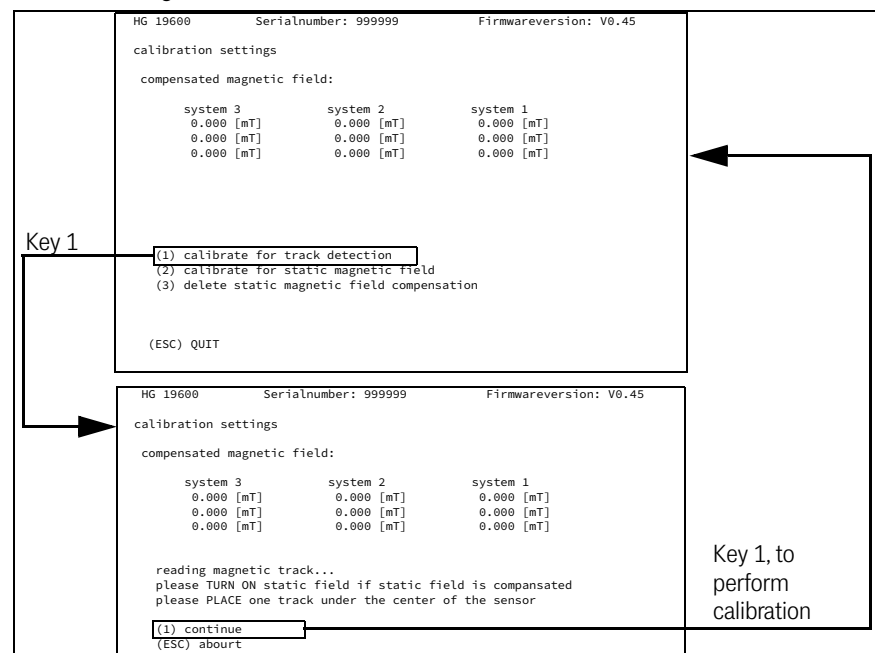 HG 19600 Serialnumber: 999999 Firmwareversion: V0.45
calibration settings
compensated magnetic field:
system 3 system 2 system 1
0.000 [mT] 0.000 [mT] 0.000 [mT]
0.000 [mT] 0.000 [mT] 0.000 [mT]
0.000 [mT] 0.000 [mT] 0.000 [mT]
Key 1
(1) calibrate for track detection
(2) calibrate for static magnetic field
(3) delete static magnetic field compensation
(ESC) QUIT
HG 19600 Serialnumber: 999999 Firmwareversion: V0.45
calibration settings
compensated magnetic field:
system 3 system 2 system 1
0.000 [mT] 0.000 [mT] 0.000 [mT]
0.000 [mT] 0.000 [mT] 0.000 [mT]
0.000 [mT] 0.000 [mT] 0.000 [mT]
reading magnetic track...
please TURN ON static field if static field is compansated
please PLACE one track under the center of the sensor
(1) continue
(ESC) abourt
Key 1, to
perform
calibration